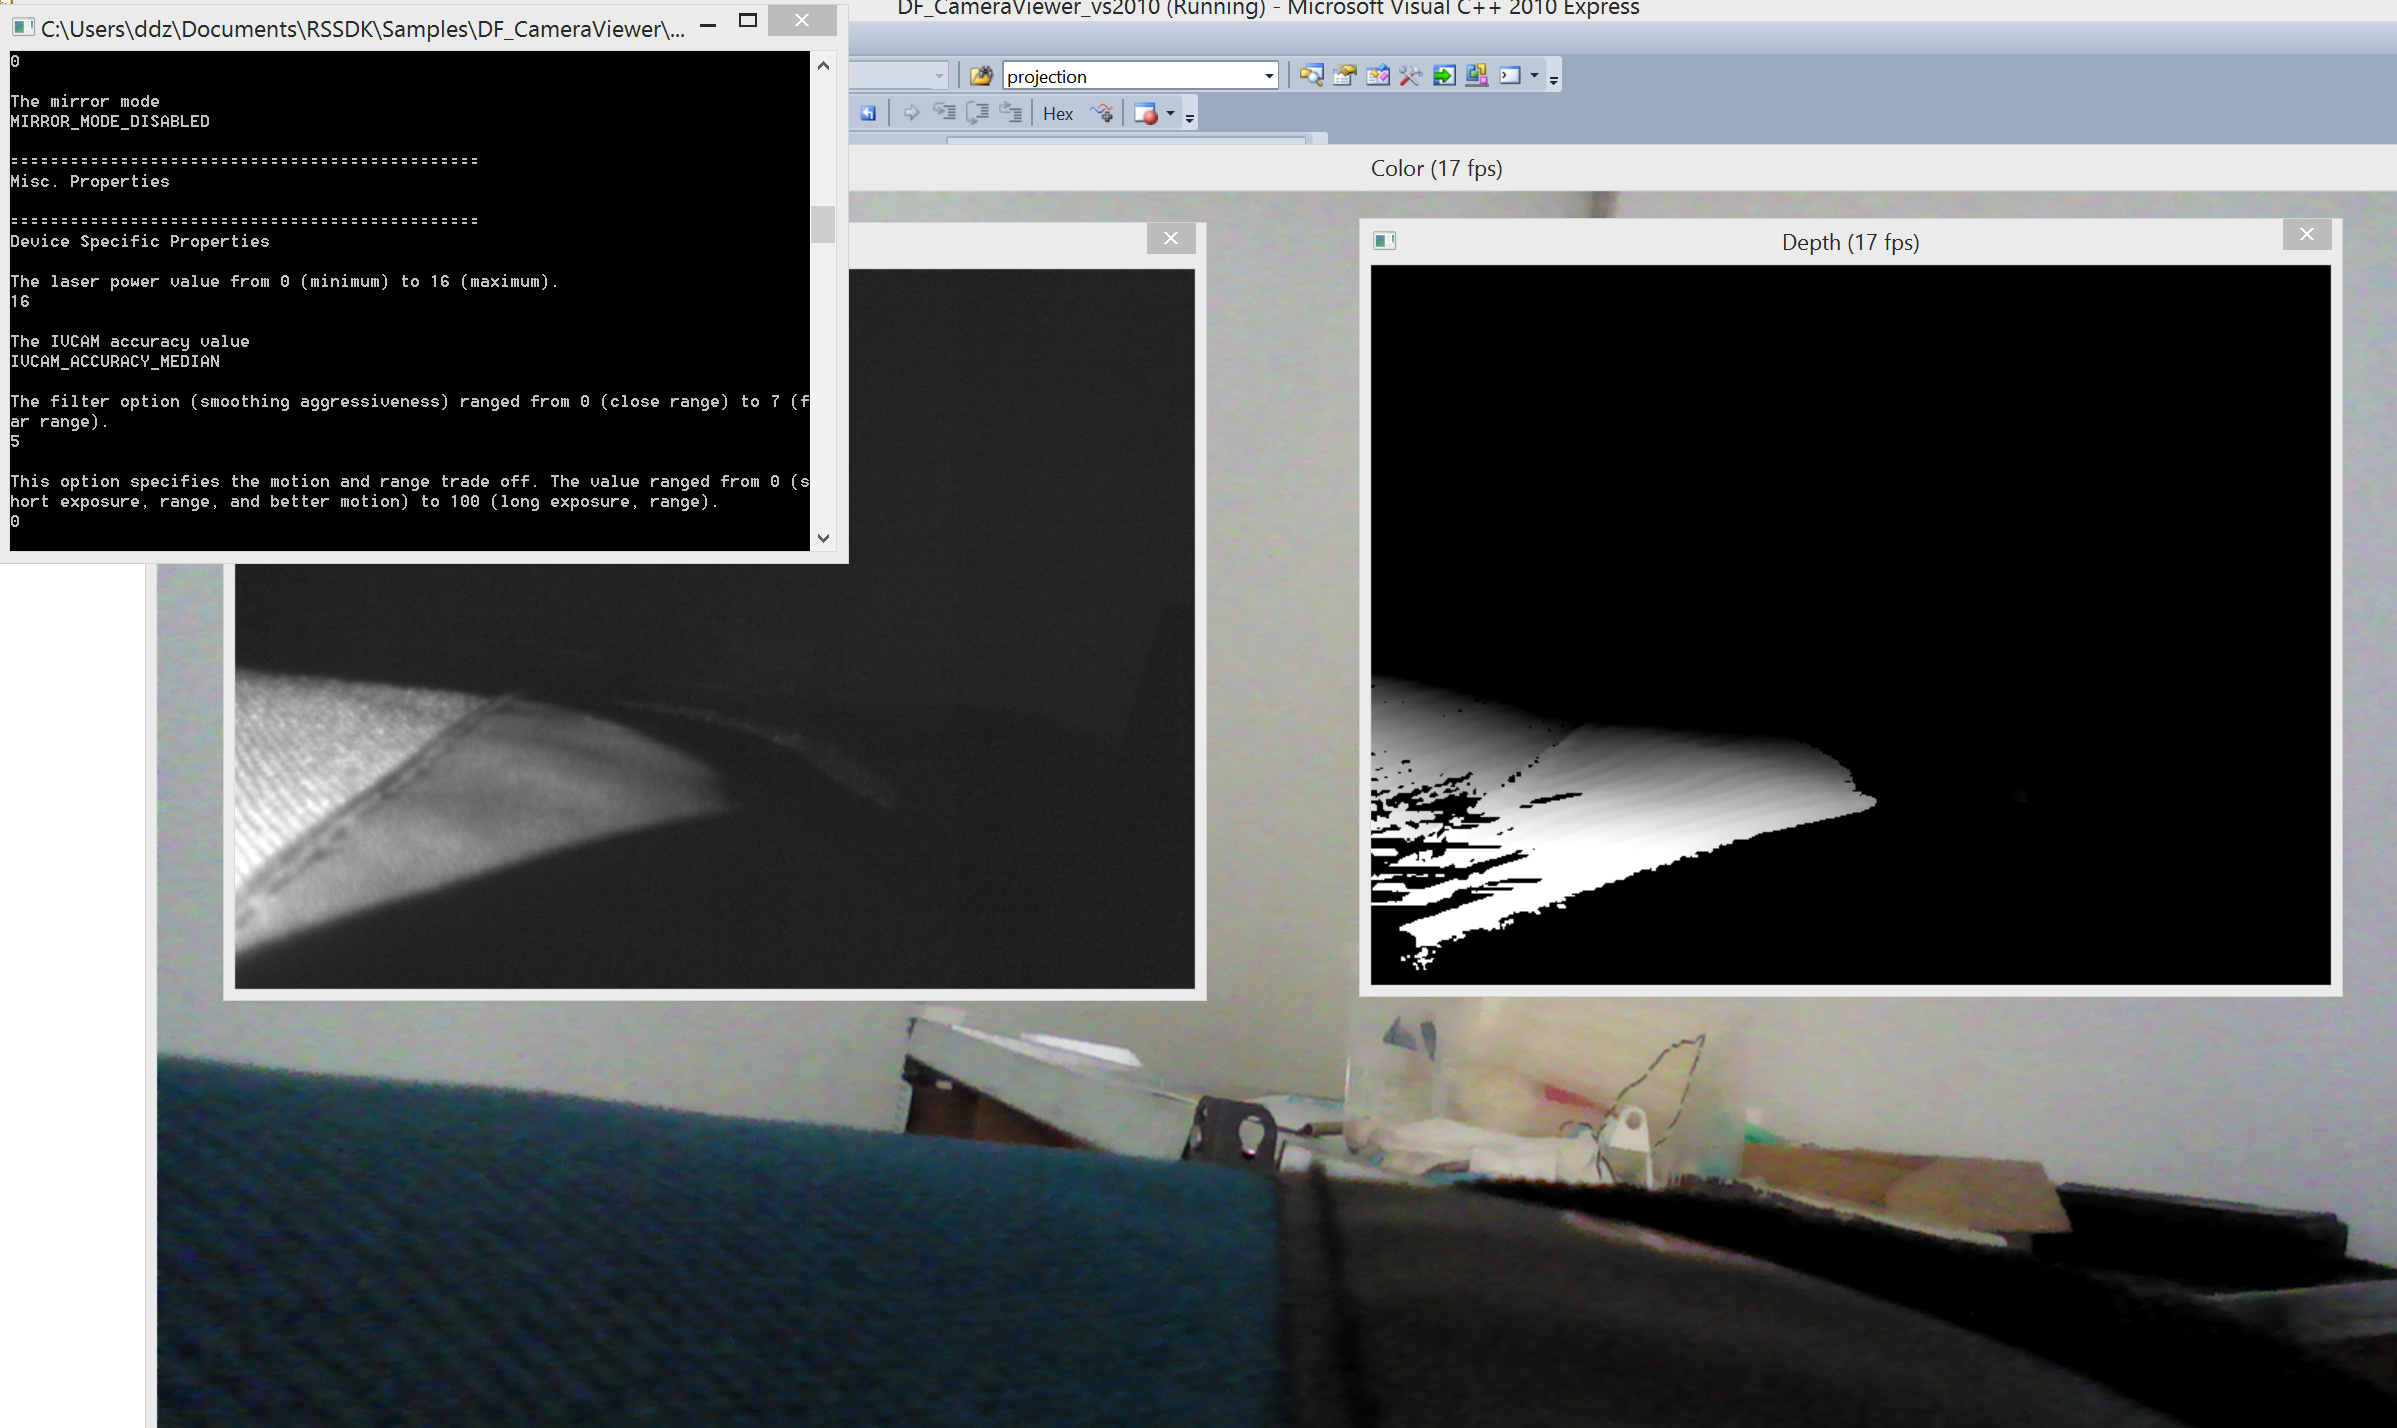 DF_CameraViewer_vs2010 (Running) - Microsoft Visual C++ 2010 Express
C:\Users\ddz\Documents\RSSDK\Samples\DF_CameraViewer\...
projection
Hex
0
The mirror mode
MIRROR_MODE_DISABLED
-----------------------------------------------
Misc. Properties
-----------------------------------------------
Device Specific Properties
The laser power value from 0 (minimum) to 16 (maximum).
16
The IVCAM accuracy value
IVCAM_ACCURACY_MEDIAN
The filter option (smoothing aggressiveness) ranged from 0 (close range) to 7 (f
ar range).
5
This option specifies the motion and range trade off. The value ranged from 0 (s
hort exposure, range, and better motion) to 100 (long exposure, range).
0
Color (17 fps)
Depth (17 fps)